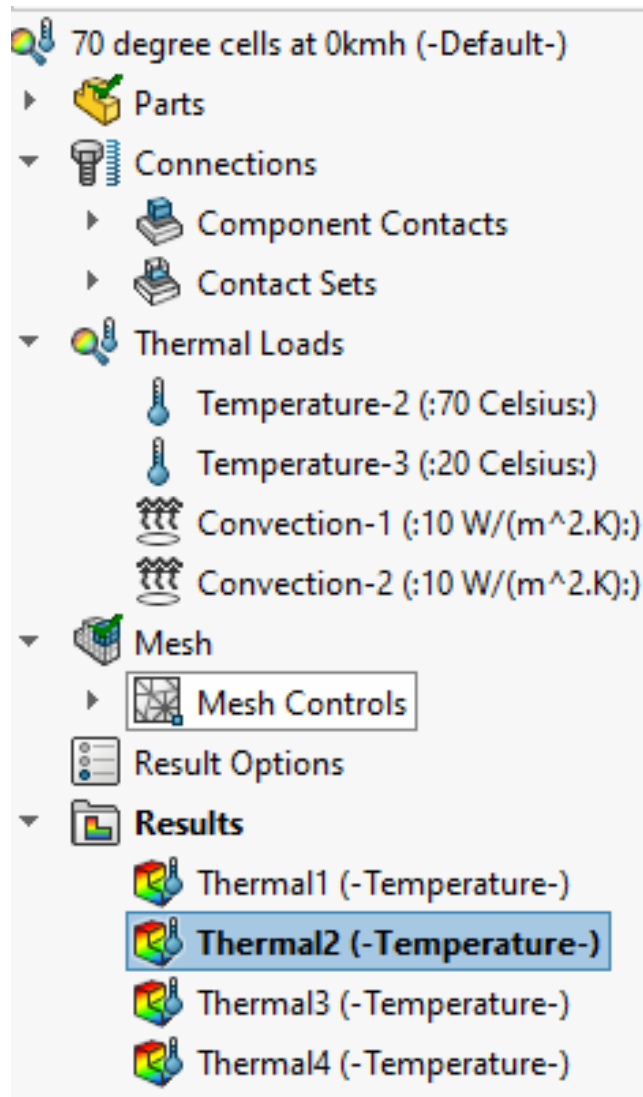 70 degree cells at 0kmh (-Default-)
Parts
Connections
Component Contacts
Contact Sets
Thermal Loads
Temperature-2 (:70 Celsius:)
Temperature-3 (:20 Celsius:)
Convection-1 (:10 W/(m^2.K):)
Convection-2 (:10 W/(m^2.K):)
Mesh
Mesh Controls
Result Options
Results
Thermal1 (-Temperature-)
Thermal2 (-Temperature-)
Thermal3 (-Temperature-)
Thermal4 (-Temperature-)